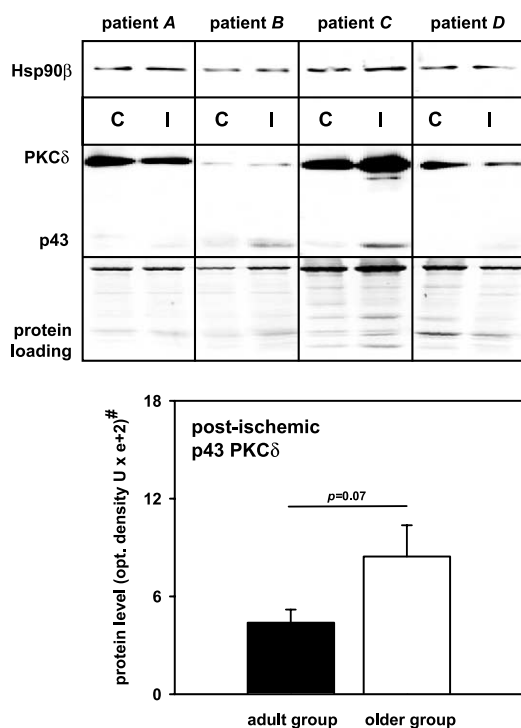 patient A patient B patient C patient D
Hsp90β
C I C I C I C I
PKCδ
p43
protein
loading
protein level (opt. density U x e+2)#
18
12
6
0
post-ischemic
p43 PKCδ
p=0.07
adult group older group